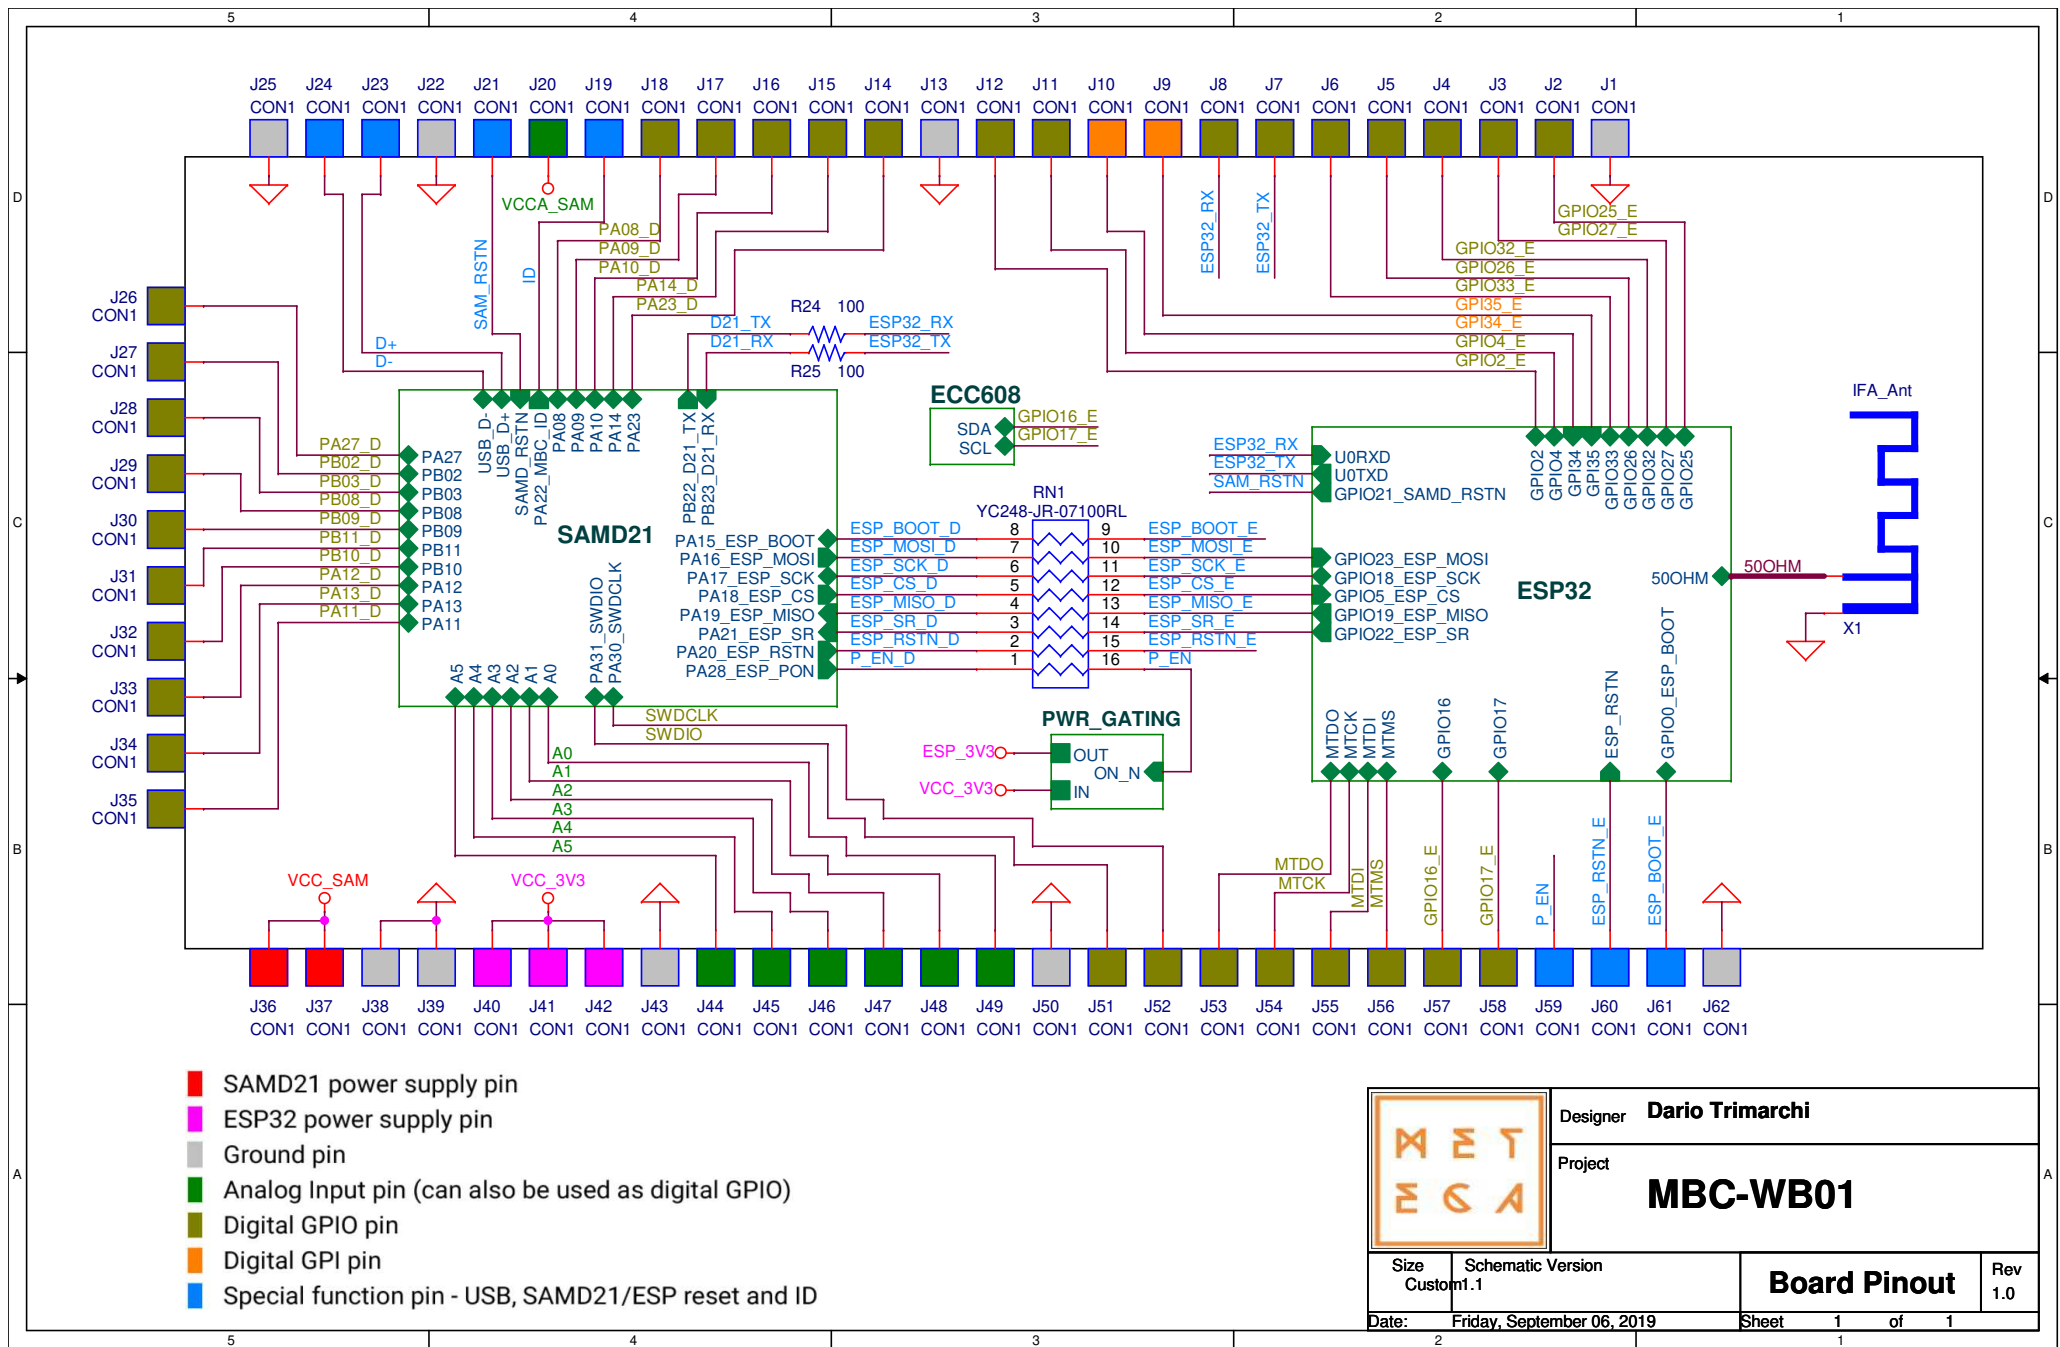 5 4 3 2 1
J25 J24 J23 J22 J21 J20 J19 J18 J17 J16 J15 J14 J13 J12 J11 J10 J9 J8 J7 J6 J5 J4 J3 J2 J1
CON1 CON1 CON1 CON1 CON1 CON1 CON1 CON1 CON1 CON1 CON1 CON1 CON1 CON1 CON1 CON1 CON1 CON1 CON1 CON1 CON1 CON1 CON1 CON1 CON1
D D
VCCA_SAM
SAM_RSTN
ID
PA08_D
PA09_D
PA10_D
PA14_D
PA23_D
ESP32_RX
ESP32_TX
GPIO25_E
GPIO27_E
GPIO32_E
GPIO26_E
GPIO33_E
GPI35_E
GPI34_E
GPIO4_E
GPIO2_E
R24 100
D21_TX ESP32_RX
D21_RX ESP32_TX
R25 100
D+
D-
J26
CON1
J27
CON1
J28
CON1
J29
CON1
J30
CON1
J31
CON1
J32
CON1
J33
CON1
J34
CON1
J35
CON1
PA27_D
PB02_D
PB03_D
PB08_D
PB09_D
PB11_D
PB10_D
PA12_D
PA13_D
PA11_D
PA27
PB02
PB03
PB08
PB09
PB11
PB10
PA12
PA13
PA11
USB_D-
USB_D+
SAMD_RSTN
PA22_MBC_ID
PA08
PA09
PA10
PA14
PA23
PB22_D21_TX
PB23_D21_RX
SAMD21
PA15_ESP_BOOT
PA16_ESP_MOSI
PA17_ESP_SCK
PA18_ESP_CS
PA19_ESP_MISO
PA21_ESP_SR
PA20_ESP_RSTN
PA28_ESP_PON
A5
A4
A3
A2
A1
A0
PA31_SWDIO
PA30_SWDCLK
ECC608
SDA GPIO16_E
SCL GPIO17_E
RN1
YC248-JR-07100RL
ESP_BOOT_D 8 9 ESP_BOOT_E
ESP_MOSI_D 7 10 ESP_MOSI_E
ESP_SCK_D 6 11 ESP_SCK_E
ESP_CS_D 5 12 ESP_CS_E
ESP_MISO_D 4 13 ESP_MISO_E
ESP_SR_D 3 14 ESP_SR_E
ESP_RSTN_D 2 15 ESP_RSTN_E
P_EN_D 1 16 P_EN
ESP32_RX
ESP32_TX
SAM_RSTN
U0RXD
U0TXD
GPIO21_SAMD_RSTN
GPIO2
GPIO4
GPI34
GPI35
GPIO33
GPIO26
GPIO32
GPIO27
GPIO25
GPIO23_ESP_MOSI
GPIO18_ESP_SCK
GPIO5_ESP_CS
GPIO19_ESP_MISO
GPIO22_ESP_SR
ESP32
50OHM 50OHM
IFA_Ant
X1
C C
MTDO
MTCK
MTDI
MTMS
GPIO16
GPIO17
ESP_RSTN
GPIO0_ESP_BOOT
PWR_GATING
ESP_3V3 OUT
ON_N
VCC_3V3 IN
SWDCLK
SWDIO
A0
A1
A2
A3
A4
A5
B B
MTDO
MTCK
MTDI
MTMS
GPIO16_E
GPIO17_E
P_EN
ESP_RSTN_E
ESP_BOOT_E
VCC_SAM
VCC_3V3
J36 J37 J38 J39 J40 J41 J42 J43 J44 J45 J46 J47 J48 J49 J50 J51 J52 J53 J54 J55 J56 J57 J58 J59 J60 J61 J62
CON1 CON1 CON1 CON1 CON1 CON1 CON1 CON1 CON1 CON1 CON1 CON1 CON1 CON1 CON1 CON1 CON1 CON1 CON1 CON1 CON1 CON1 CON1 CON1 CON1 CON1 CON1
SAMD21 power supply pin
ESP32 power supply pin
Ground pin
Analog Input pin (can also be used as digital GPIO)
Digital GPIO pin
Digital GPI pin
Special function pin - USB, SAMD21/ESP reset and ID
A A
MET
ECA
Designer Dario Trimarchi
Project
MBC-WB01
Size
Custom
Schematic Version
1.1
Board Pinout
Rev
1.0
Date: Friday, September 06, 2019
Sheet 1 of 1
5 4 3 2 1